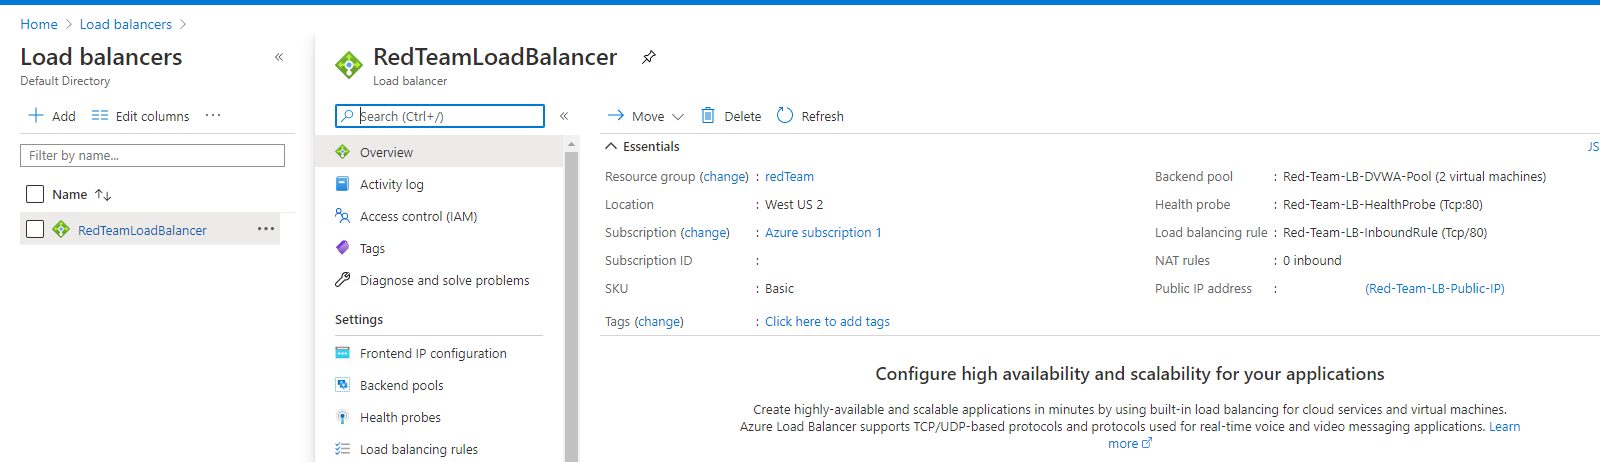 Home > Load balancers >
Load balancers «
Default Directory
+ Add Edit columns ...
Filter by name...
Name ↑↓
RedTeamLoadBalancer ...
RedTeamLoadBalancer
Load balancer
Search (Ctrl+/) «
Overview
Activity log
Access control (IAM)
Tags
Diagnose and solve problems
Settings
Frontend IP configuration
Backend pools
Health probes
Load balancing rules
Move Delete Refresh
Essentials JS
Resource group (change) : redTeam
Location : West US 2
Subscription (change) : Azure subscription 1
Subscription ID :
SKU : Basic
Tags (change) : Click here to add tags
Backend pool : Red-Team-LB-DVWA-Pool (2 virtual machines)
Health probe : Red-Team-LB-HealthProbe (Tcp:80)
Load balancing rule : Red-Team-LB-InboundRule (Tcp/80)
NAT rules : 0 inbound
Public IP address : (Red-Team-LB-Public-IP)
Configure high availability and scalability for your applications
Create highly-available and scalable applications in minutes by using built-in load balancing for cloud services and virtual machines.
Azure Load Balancer supports TCP/UDP-based protocols and protocols used for real-time voice and video messaging applications. Learn
more